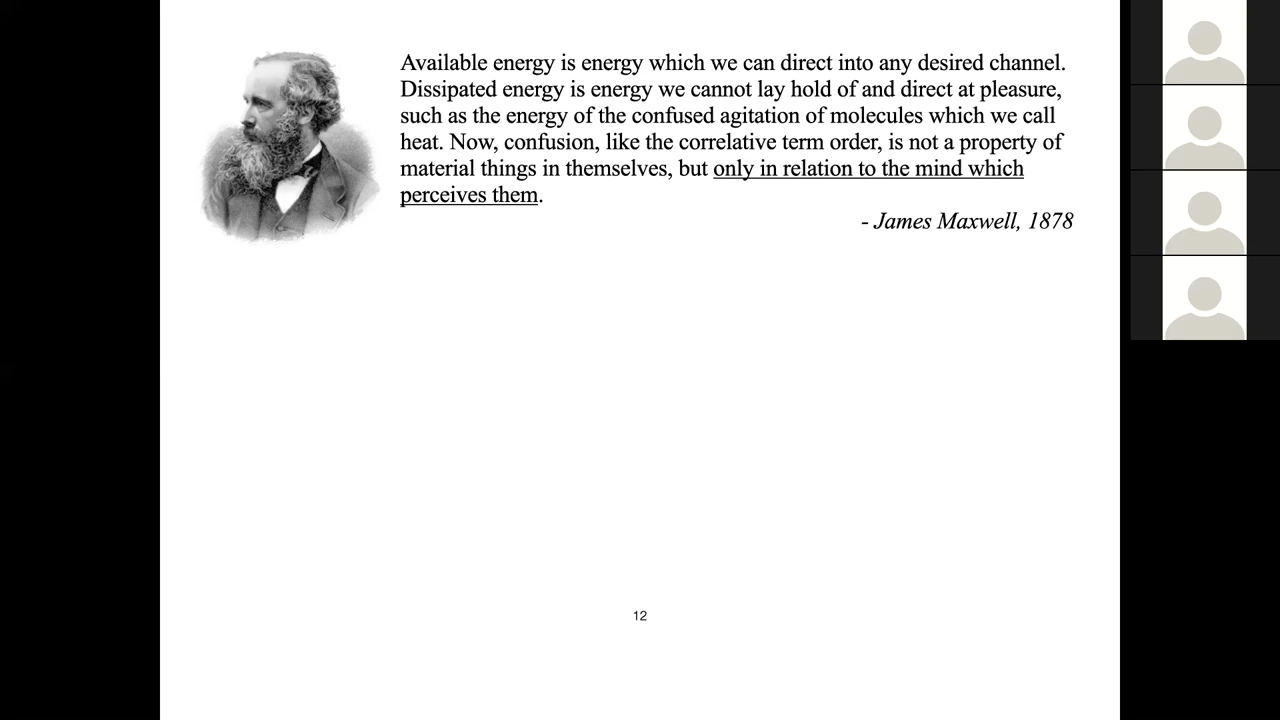 Available energy is energy which we can direct into any desired channel.
Dissipated energy is energy we cannot lay hold of and direct at pleasure,
such as the energy of the confused agitation of molecules which we call
heat. Now, confusion, like the correlative term order, is not a property of
material things in themselves, but only in relation to the mind which
perceives them.
- James Maxwell, 1878
12